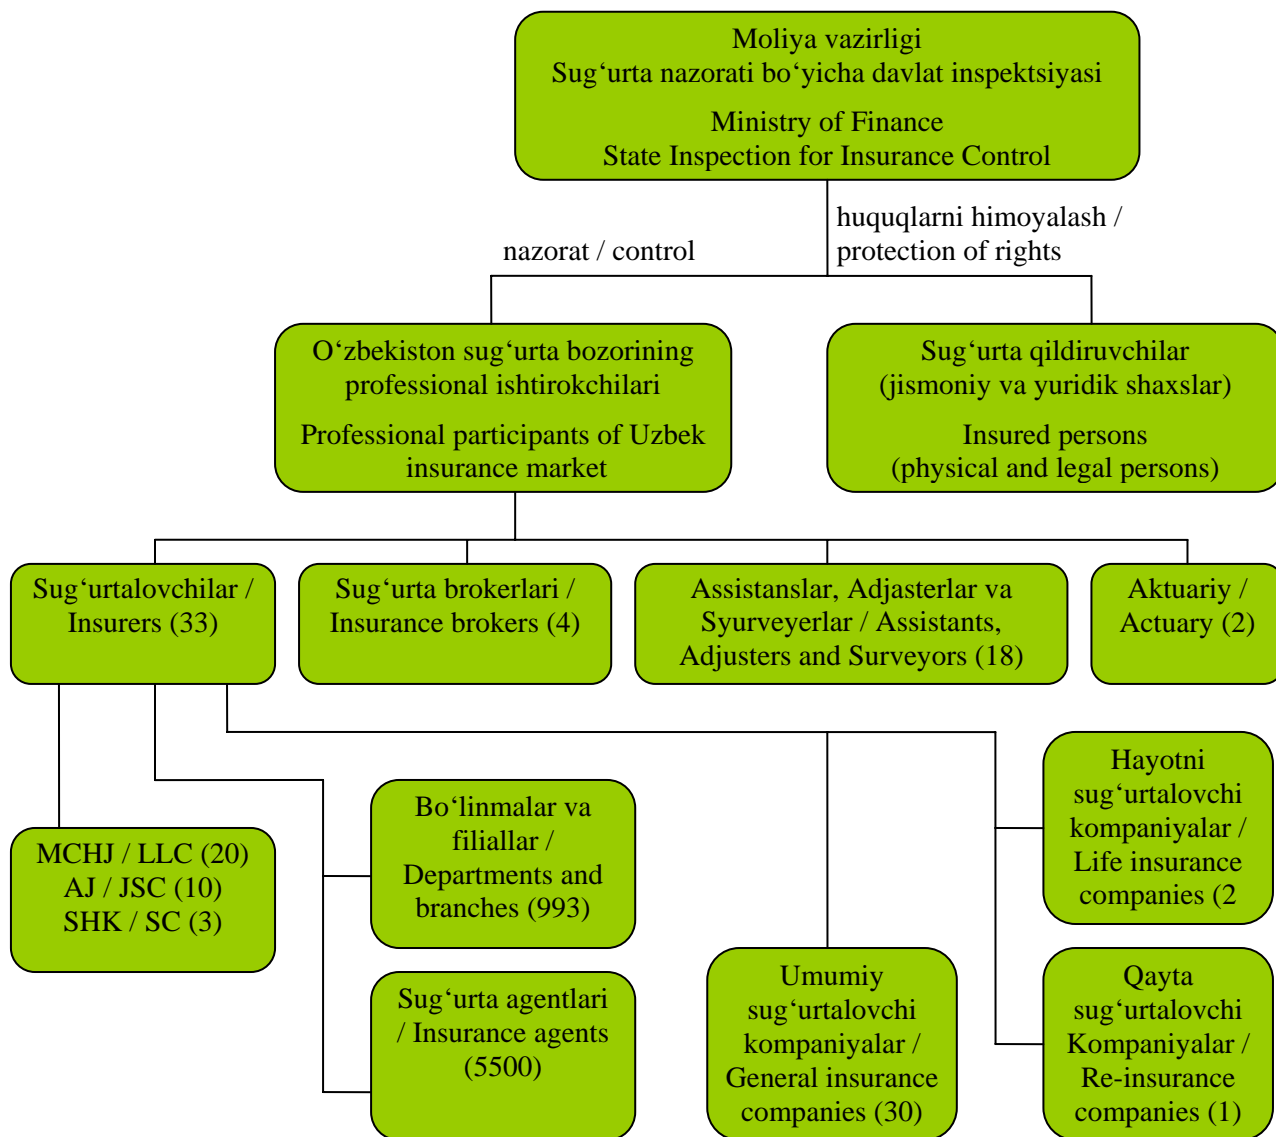 Moliya vazirligi
Sug‘urta nazorati bo‘yicha davlat inspektsiyasi
Ministry of Finance
State Inspection for Insurance Control
nazorat / control
huquqlarni himoyalash /
protection of rights
O‘zbekiston sug‘urta bozorining
professional ishtirokchilari
Professional participants of Uzbek
insurance market
Sug‘urta qildiruvchilar
(jismoniy va yuridik shaxslar)
Insured persons
(physical and legal persons)
Sug‘urtalovchilar /
Insurers (33)
Sug‘urta brokerlari /
Insurance brokers (4)
Assistanslar, Adjasterlar va
Syurveyerlar / Assistants,
Adjusters and Surveyors (18)
Aktuariy /
Actuary (2)
MCHJ / LLC (20)
AJ / JSC (10)
SHK / SC (3)
Bo‘linmalar va
filiallar /
Departments and
branches (993)
Sug‘urta agentlari
/ Insurance agents
(5500)
Umumiy
sug‘urtalovchi
kompaniyalar /
General insurance
companies (30)
Hayotni
sug‘urtalovchi
kompaniyalar /
Life insurance
companies (2
Qayta
sug‘urtalovchi
Kompaniyalar /
Re-insurance
companies (1)